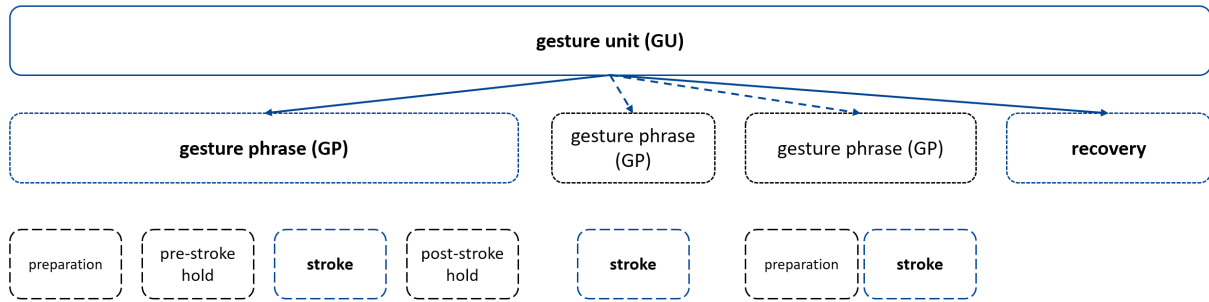 gesture unit (GU)
gesture phrase (GP)
gesture phrase
(GP)
gesture phrase (GP)
recovery
preparation
pre-stroke
hold
stroke
post-stroke
hold
stroke
preparation
stroke